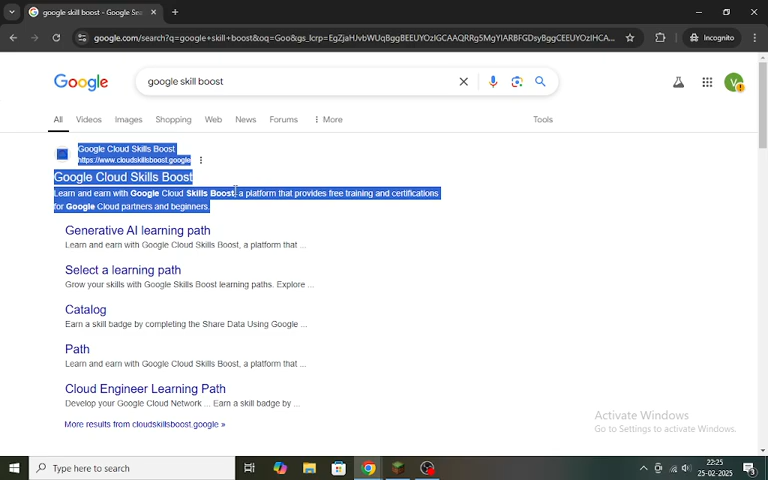 google skill boost - Google Sea
google.com/search?q=google+skill+boost&oq=Goo&gs_lcrp=EgZjaHJvbWUqBggBEEUYOzIGCAAQRRg5MgYIARBFGDsyBggCEEUYOzIHCA...
Incognito
Google
google skill boost
V
All Videos Images Shopping Web News Forums More Tools
Google Cloud Skills Boost
https://www.cloudskillsboost.google
Google Cloud Skills Boost
Learn and earn with Google Cloud Skills Boost, a platform that provides free training and certifications
for Google Cloud partners and beginners.
Generative AI learning path
Learn and earn with Google Cloud Skills Boost, a platform that ...
Select a learning path
Grow your skills with Google Skills Boost learning paths. Explore ...
Catalog
Earn a skill badge by completing the Share Data Using Google ...
Path
Learn and earn with Google Cloud Skills Boost, a platform that ...
Cloud Engineer Learning Path
Develop your Google Cloud Network ... Earn a skill badge by ...
More results from cloudskillsboost.google »
Activate Windows
Go to Settings to activate Windows.
Type here to search
22:25
25-02-2025
3